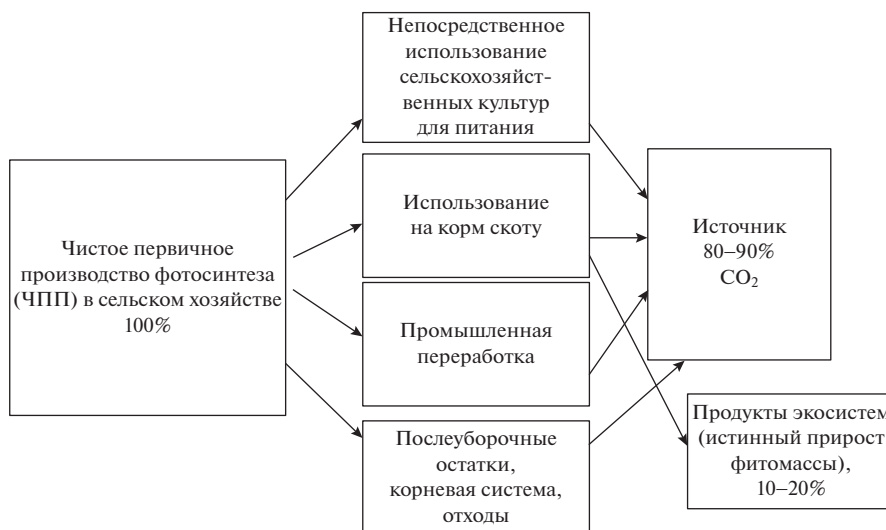 Непосредственное
использование
сельскохозяйст-
венных культур
для питания
Чистое первичное
производство фотосинтеза
(ЧПП) в сельском хозяйстве
100%
Использование
на корм скоту
Промышленная
переработка
Послеуборочные
остатки,
корневая система,
отходы
Источник
80–90%
CO₂
Продукты экосистем
(истинный прирост
фитомассы),
10–20%